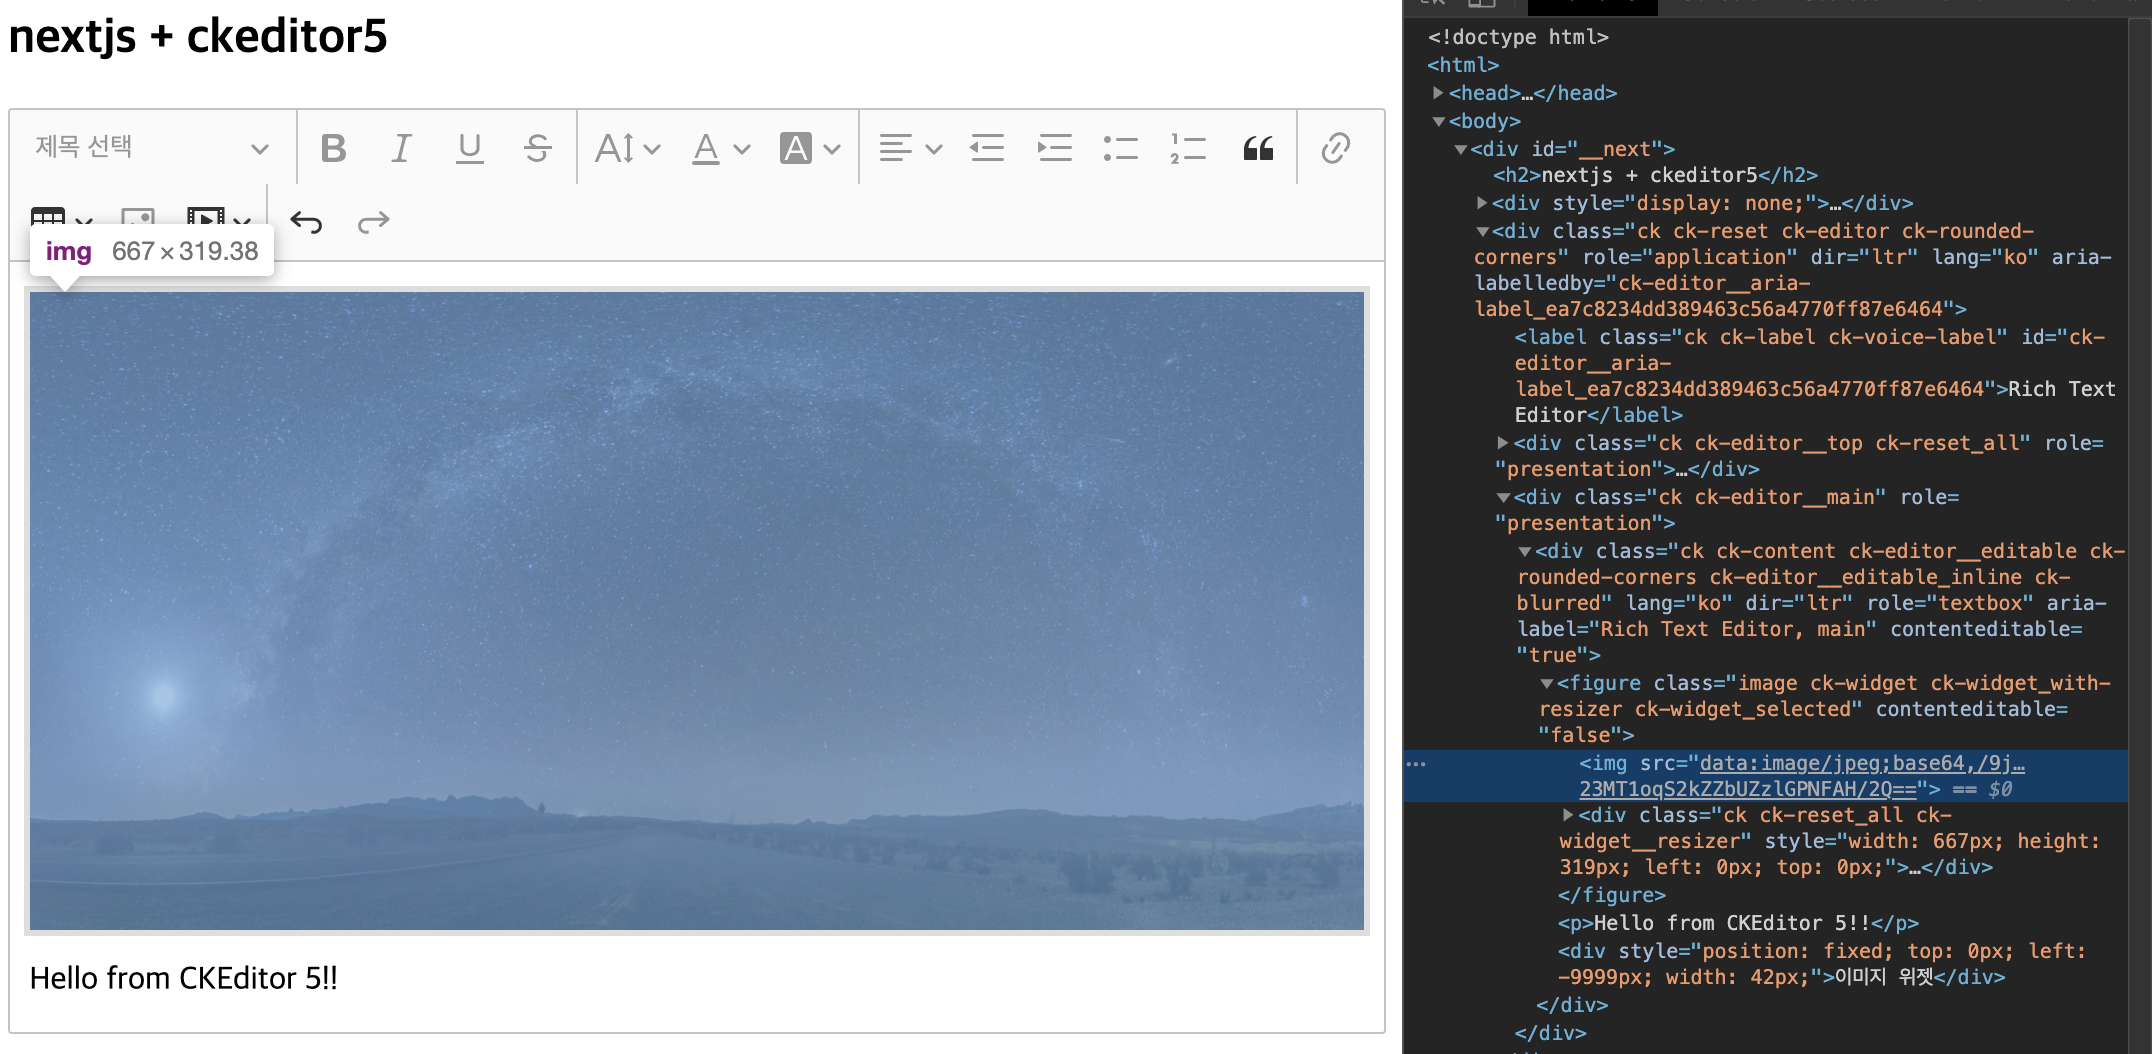 nextjs + ckeditor5
제목 선택
img 667×319.38
Hello from CKEditor 5!!
<!doctype html>
<html>
<head>…</head>
<body>
<div id="__next">
<h2>nextjs + ckeditor5</h2>
<div style="display: none;">…</div>
<div class="ck ck-reset ck-editor ck-rounded-
corners" role="application" dir="ltr" lang="ko" aria-
labelledby="ck-editor__aria-
label_ea7c8234dd389463c56a4770ff87e6464">
<label class="ck ck-label ck-voice-label" id="ck-
editor__aria-
label_ea7c8234dd389463c56a4770ff87e6464">Rich Text
Editor</label>
<div class="ck ck-editor__top ck-reset_all" role=
"presentation">…</div>
<div class="ck ck-editor__main" role=
"presentation">
<div class="ck ck-content ck-editor__editable ck-
rounded-corners ck-editor__editable_inline ck-
blurred" lang="ko" dir="ltr" role="textbox" aria-
label="Rich Text Editor, main" contenteditable=
"true">
<figure class="image ck-widget ck-widget_with-
resizer ck-widget_selected" contenteditable=
"false">
<img src="data:image/jpeg;base64,/9j…
23MT1oqS2kZZbUZzlGPNFAH/2Q=="> == $0
<div class="ck ck-reset_all ck-
widget__resizer" style="width: 667px; height:
319px; left: 0px; top: 0px;">…</div>
</figure>
<p>Hello from CKEditor 5!!</p>
<div style="position: fixed; top: 0px; left:
-9999px; width: 42px;">이미지 위젯</div>
</div>
</div>